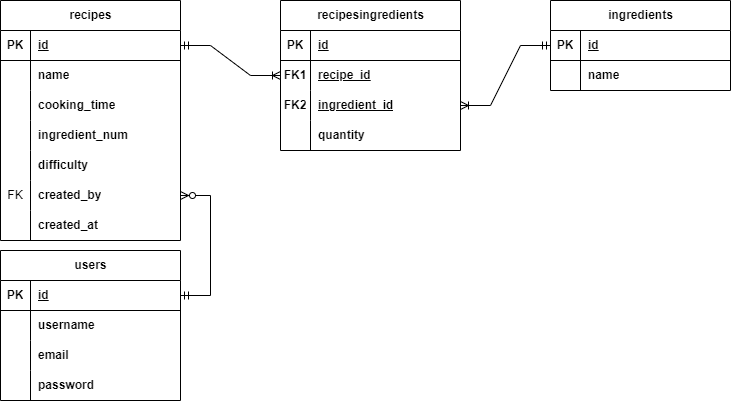 recipes
PK id
name
cooking_time
ingredient_num
difficulty
FK created_by
created_at
recipesingredients
PK id
FK1 recipe_id
FK2 ingredient_id
quantity
ingredients
PK id
name
users
PK id
username
email
password